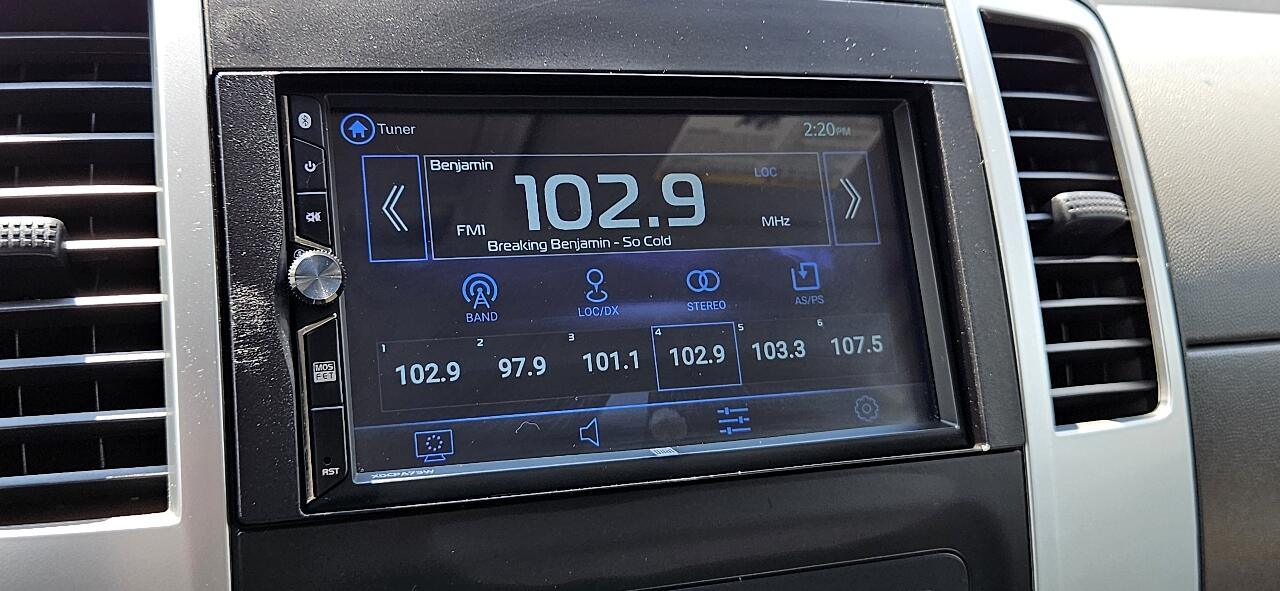 Tuner
2:20PM
Benjamin
LOC
102.9
FM1
MHz
Breaking Benjamin - So Cold
BAND
LOC/DX
STEREO
AS/PS
1 102.9
2 97.9
3 101.1
4 102.9
5 103.3
6 107.5
MOS
FET
RST